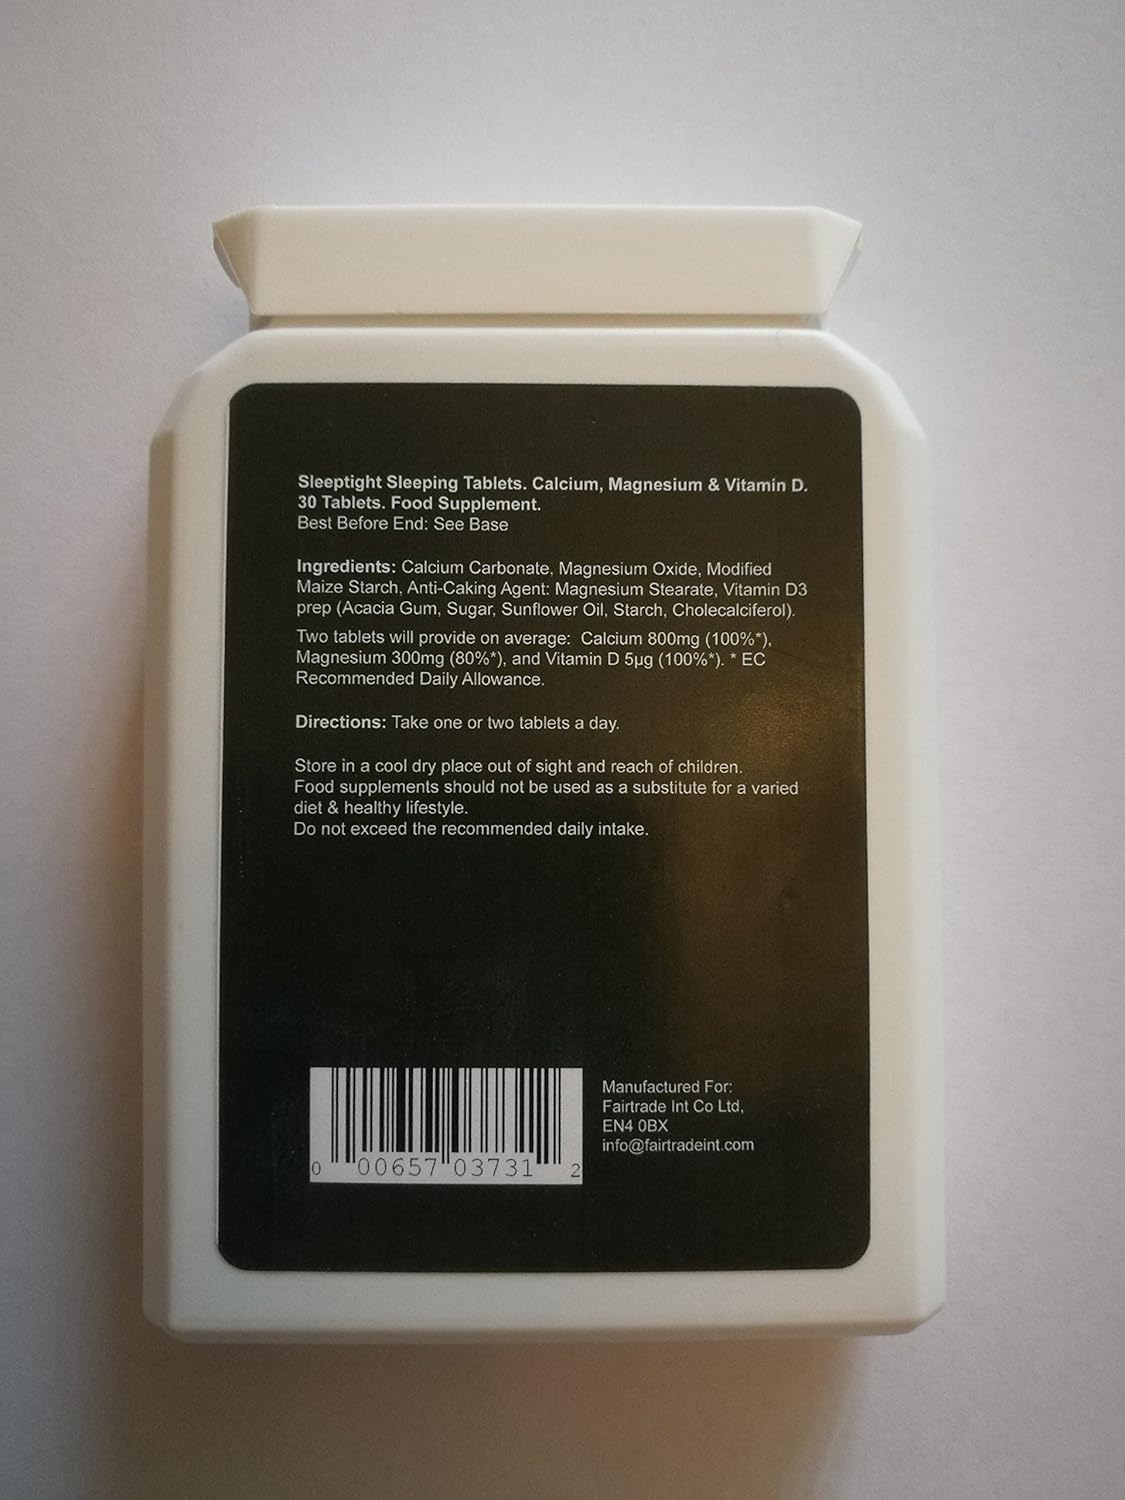 Sleeptight Sleeping Tablets. Calcium, Magnesium & Vitamin D.
30 Tablets. Food Supplement.
Best Before End: See Base
Ingredients: Calcium Carbonate, Magnesium Oxide, Modified
Maize Starch, Anti-Caking Agent: Magnesium Stearate, Vitamin D3
prep (Acacia Gum, Sugar, Sunflower Oil, Starch, Cholecalciferol).
Two tablets will provide on average: Calcium 800mg (100%*),
Magnesium 300mg (80%*), and Vitamin D 5µg (100%*). * EC
Recommended Daily Allowance.
Directions: Take one or two tablets a day.
Store in a cool dry place out of sight and reach of children.
Food supplements should not be used as a substitute for a varied
diet & healthy lifestyle.
Do not exceed the recommended daily intake.
0 00657 03731 2
Manufactured For:
Fairtrade Int Co Ltd,
EN4 0BX
info@fairtradeint.com